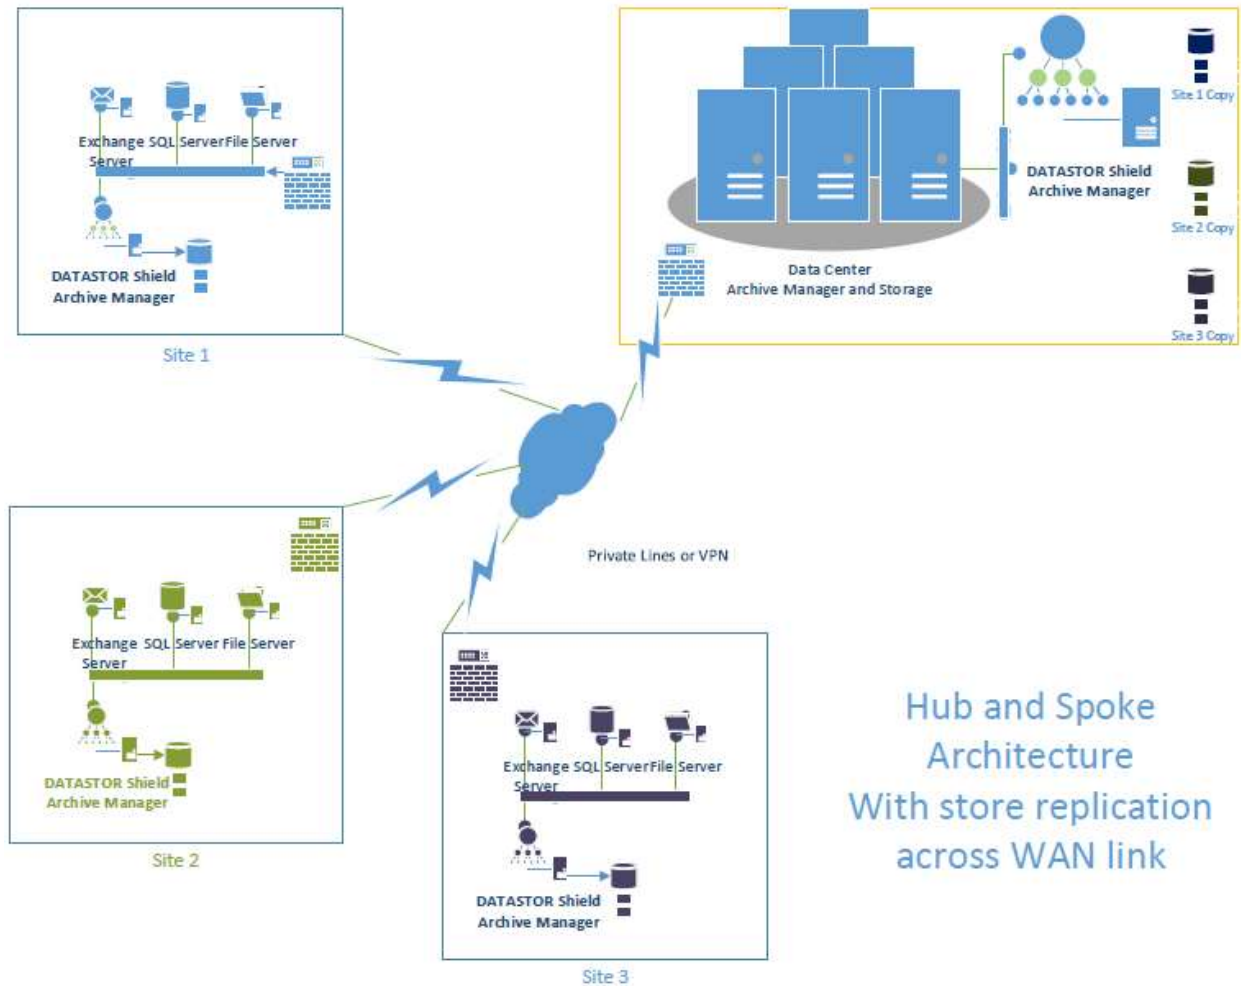 Exchange SQL Server File Server
Server
DATASTOR Shield
Archive Manager
Site 1
Data Center
Archive Manager and Storage
DATASTOR Shield
Archive Manager
Site 1 Copy
Site 2 Copy
Site 3 Copy
Private Lines or VPN
Exchange SQL Server File Server
Server
DATASTOR Shield
Archive Manager
Site 2
Exchange SQL Server File Server
Server
DATASTOR Shield
Archive Manager
Site 3
Hub and Spoke
Architecture
With store replication
across WAN link